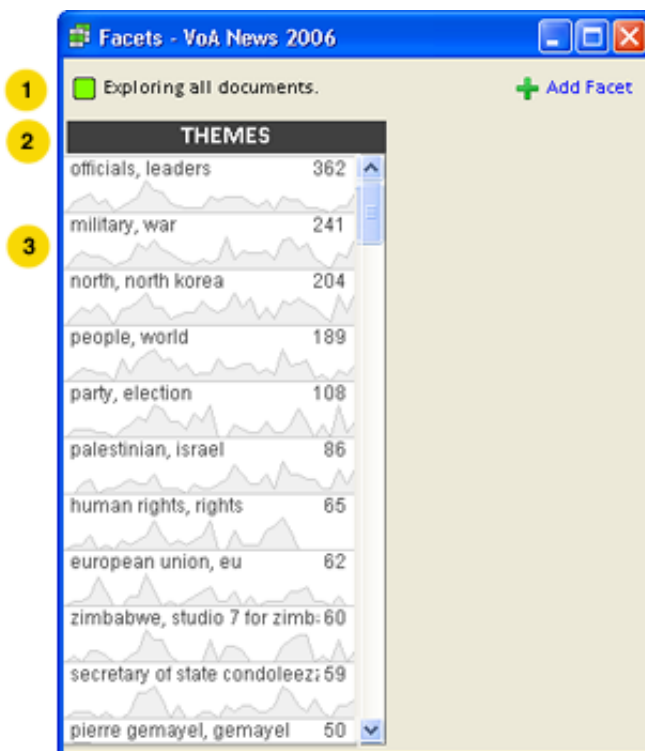 Facets - VoA News 2006
1 Exploring all documents. Add Facet
2 THEMES
officials, leaders 362
military, war 241
3
north, north korea 204
people, world 189
party, election 108
palestinian, israel 86
human rights, rights 65
european union, eu 62
zimbabwe, studio 7 for zimb 60
secretary of state condoleez 59
pierre gemayel, gemayel 50